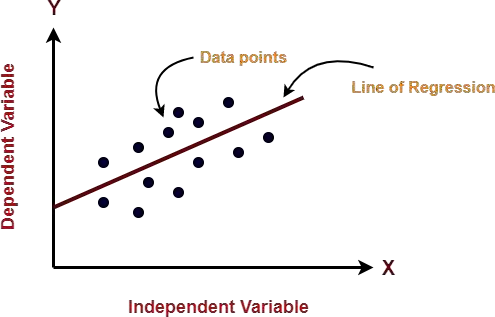 Y
Data points
Line of Regression
Dependent Variable
X
Independent Variable